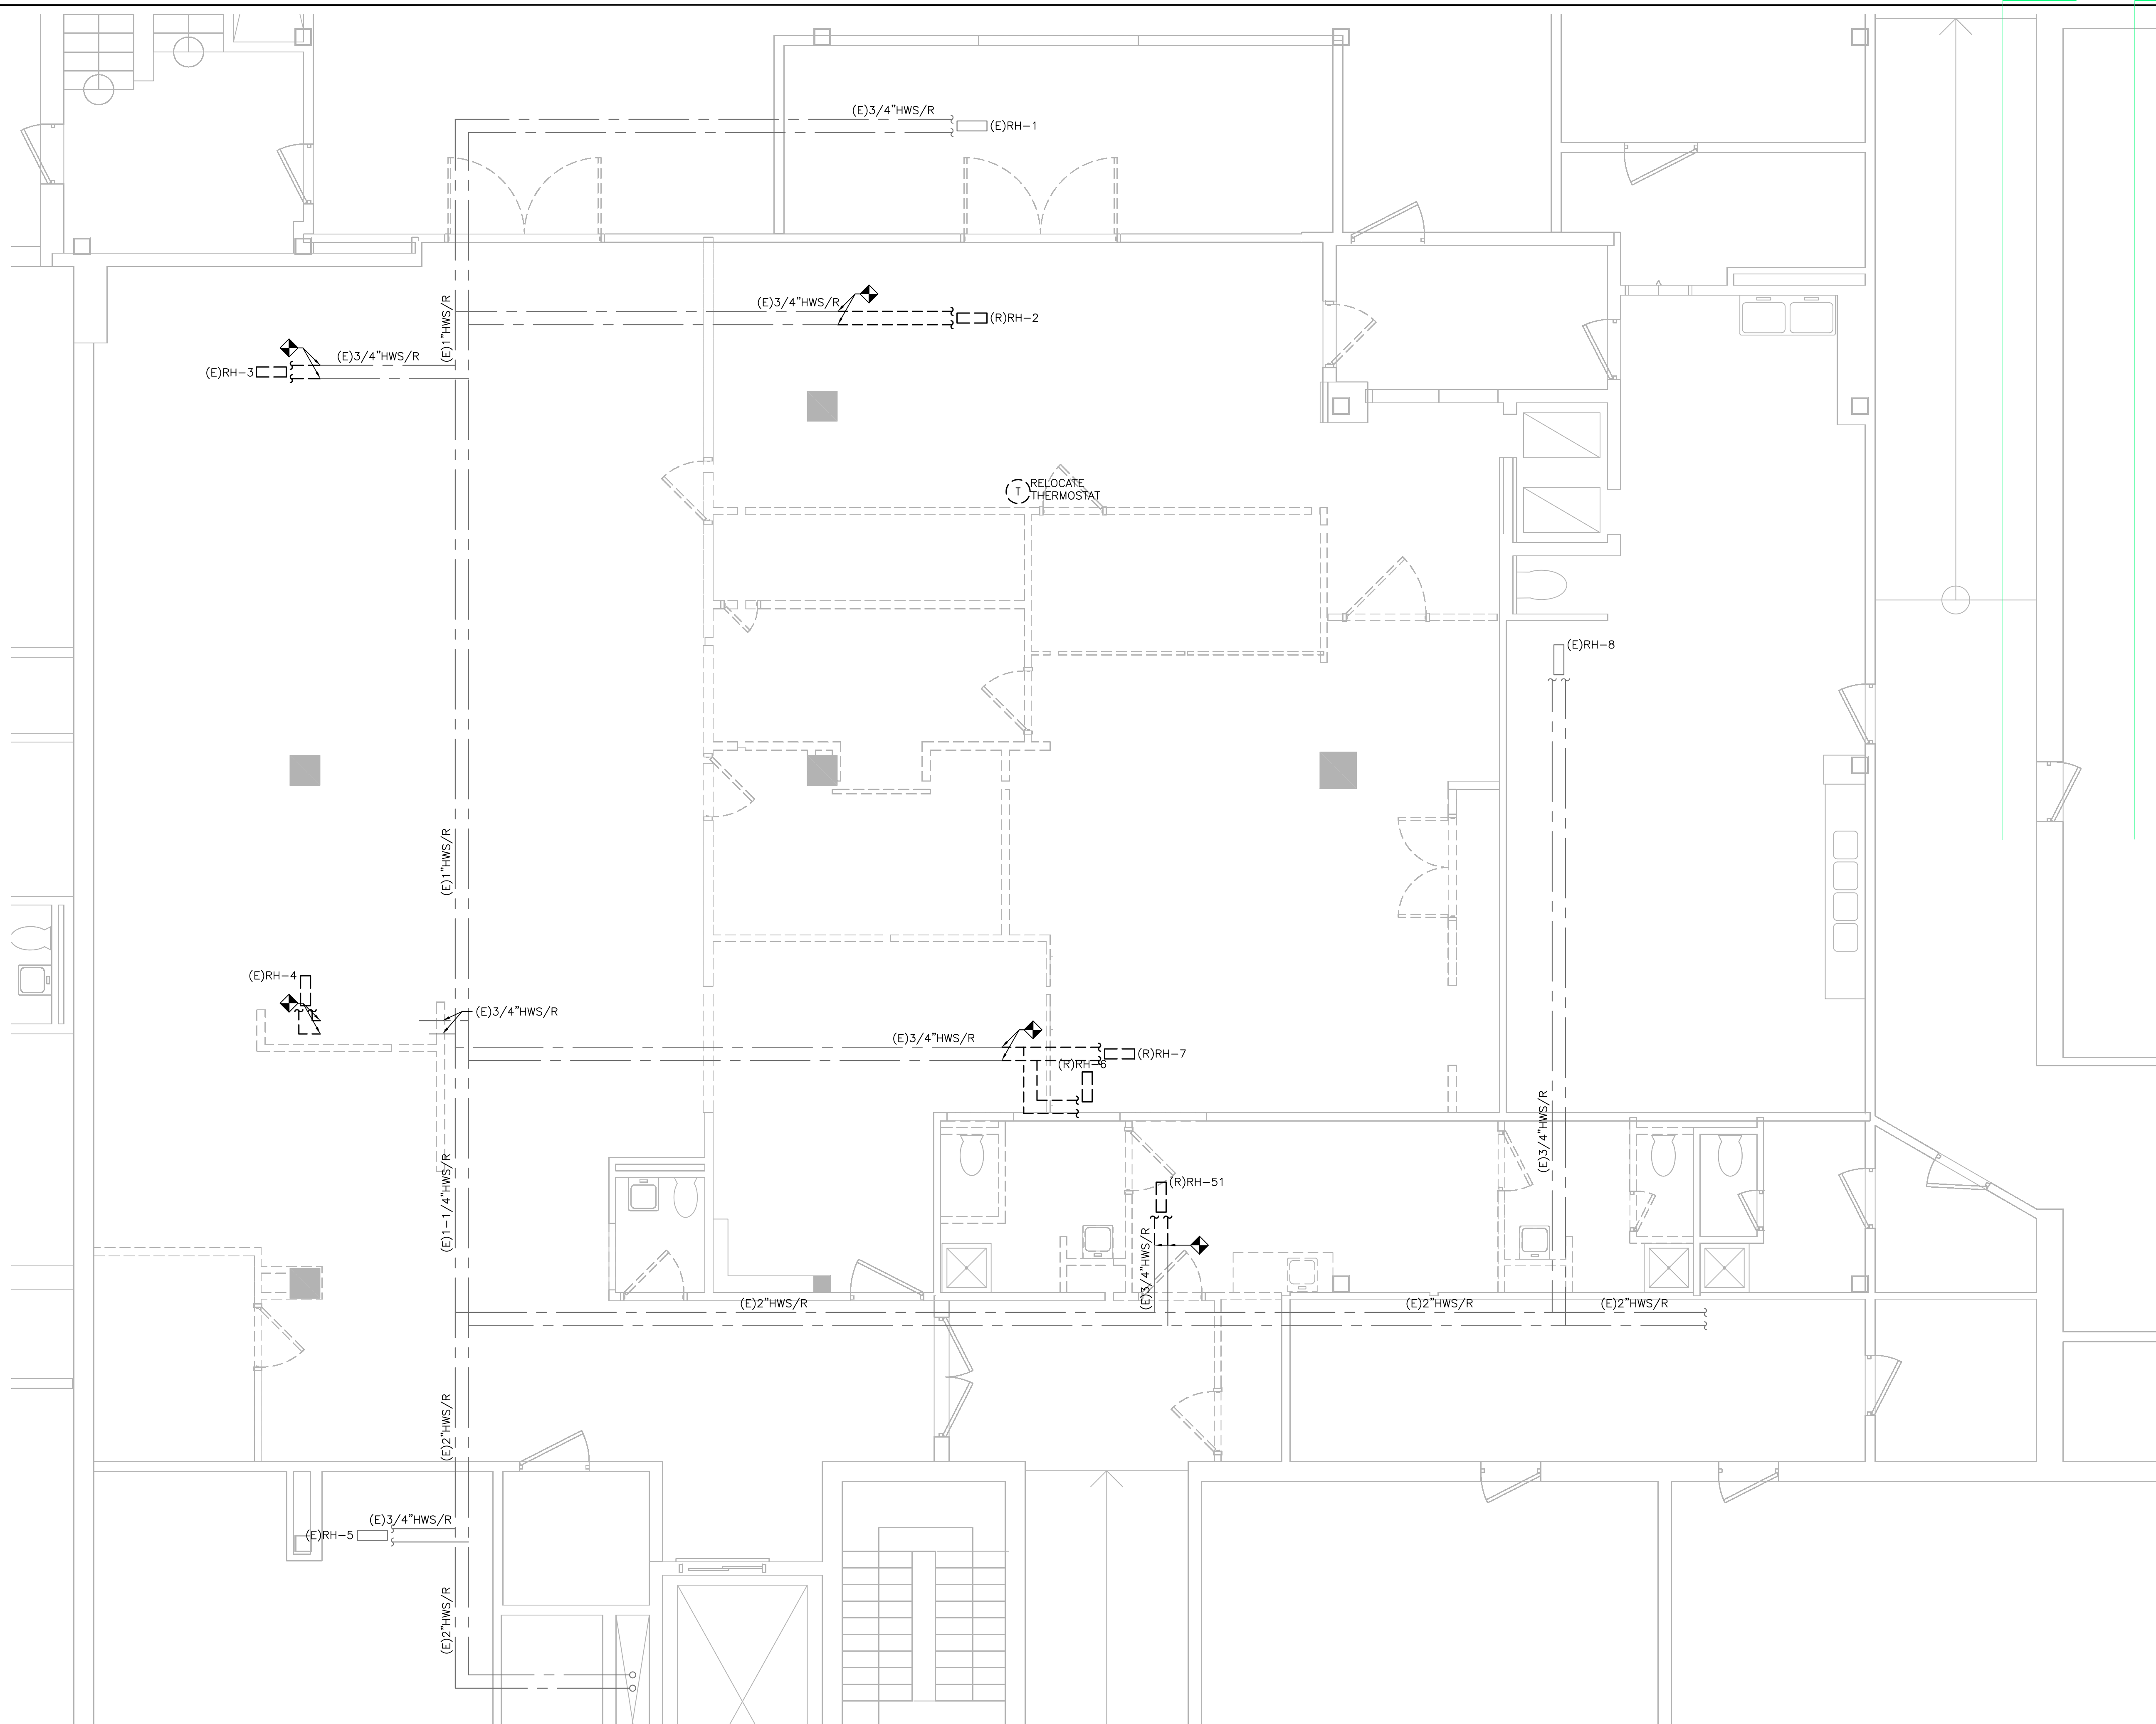 (E)3/4"HWS/R
(E)RH-1
(E)1"HWS/R
(E)3/4"HWS/R
(R)RH-2
(E)3/4"HWS/R
(E)RH-3
T
RELOCATE
THERMOSTAT
(E)RH-8
(E)1"HWS/R
(E)RH-4
(E)3/4"HWS/R
(E)3/4"HWS/R
(R)RH-7
(R)RH-6
(E)3/4"HWS/R
(E)1-1/4"HWS/R
(R)RH-51
(E)3/4"HWS/R
(E)2"HWS/R
(E)2"HWS/R
(E)2"HWS/R
(E)2"HWS/R
(E)3/4"HWS/R
(E)RH-5
(E)2"HWS/R